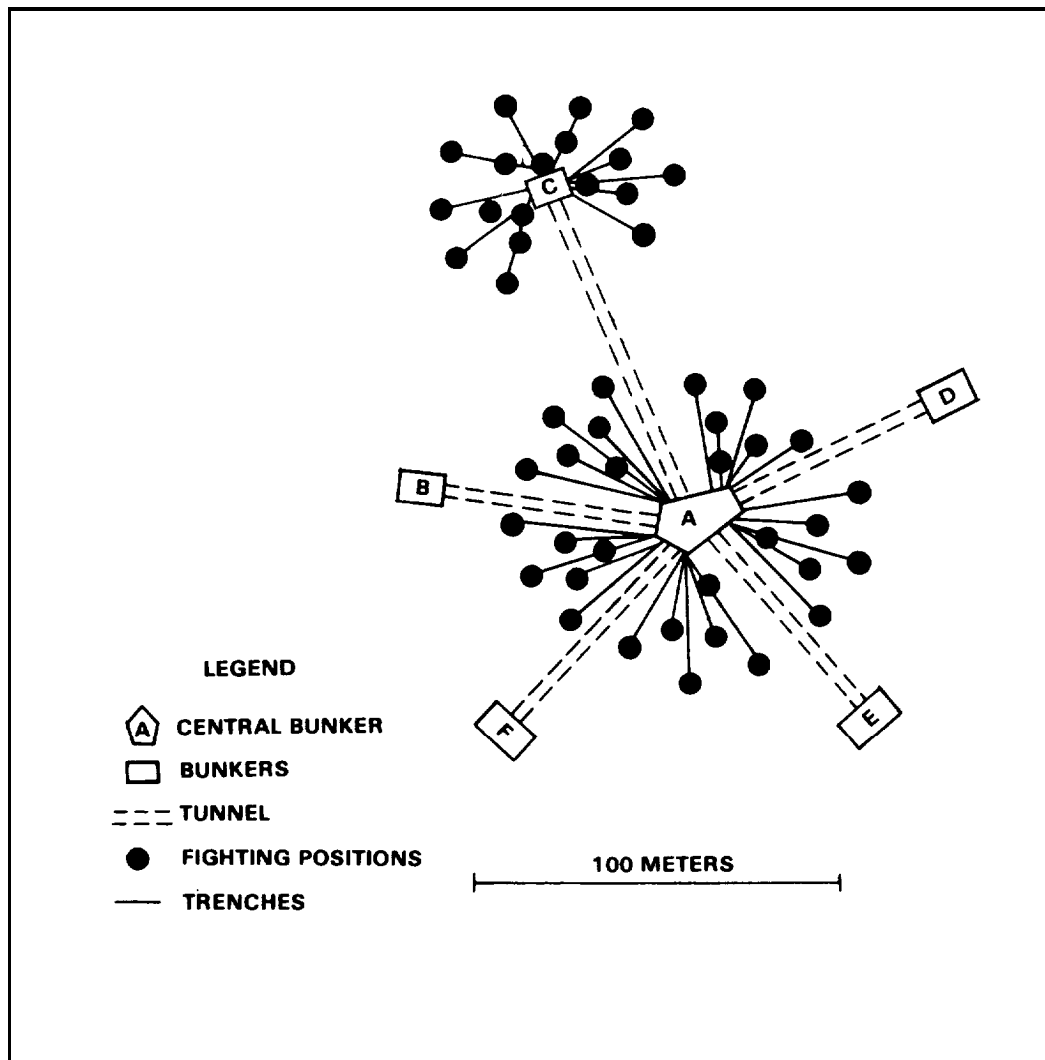 C
D
B
A
E
F
LEGEND
A CENTRAL BUNKER
BUNKERS
TUNNEL
FIGHTING POSITIONS
TRENCHES
100 METERS